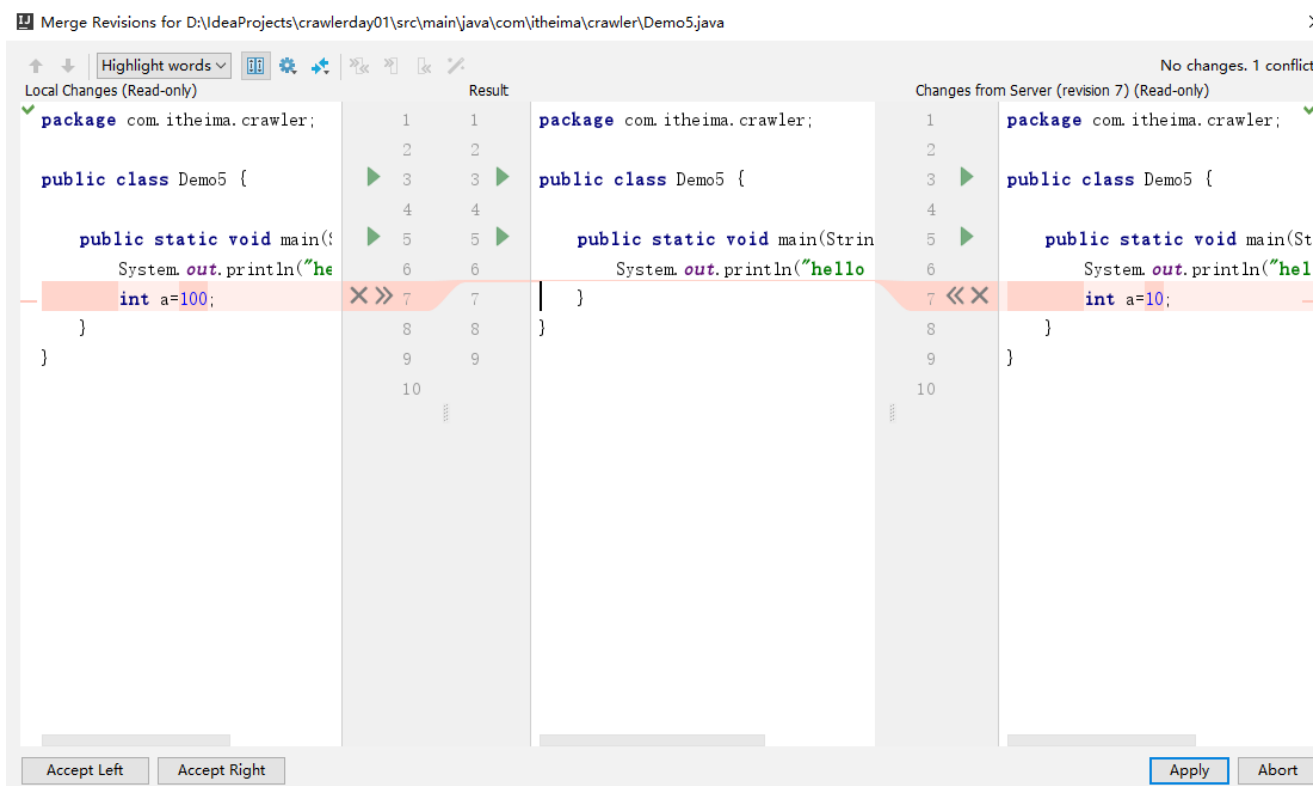 Merge Revisions for D:\IdeaProjects\crawlerday01\src\main\java\com\itheima\crawler\Demo5.java
Highlight words
No changes. 1 conflict
Local Changes (Read-only)
Result
Changes from Server (revision 7) (Read-only)
package com.itheima.crawler;
public class Demo5 {
public static void main(S
System.out.println("he
int a=100;
}
}
1 1
2 2
3 3
4 4
5 5
6 6
7 7
8 8
9 9
10
package com.itheima.crawler;
public class Demo5 {
public static void main(Strin
System.out.println("hello
}
}
1
2
3
4
5
6
7
8
9
10
package com.itheima.crawler;
public class Demo5 {
public static void main(St
System.out.println("hel
int a=10;
}
}
Accept Left
Accept Right
Apply
Abort